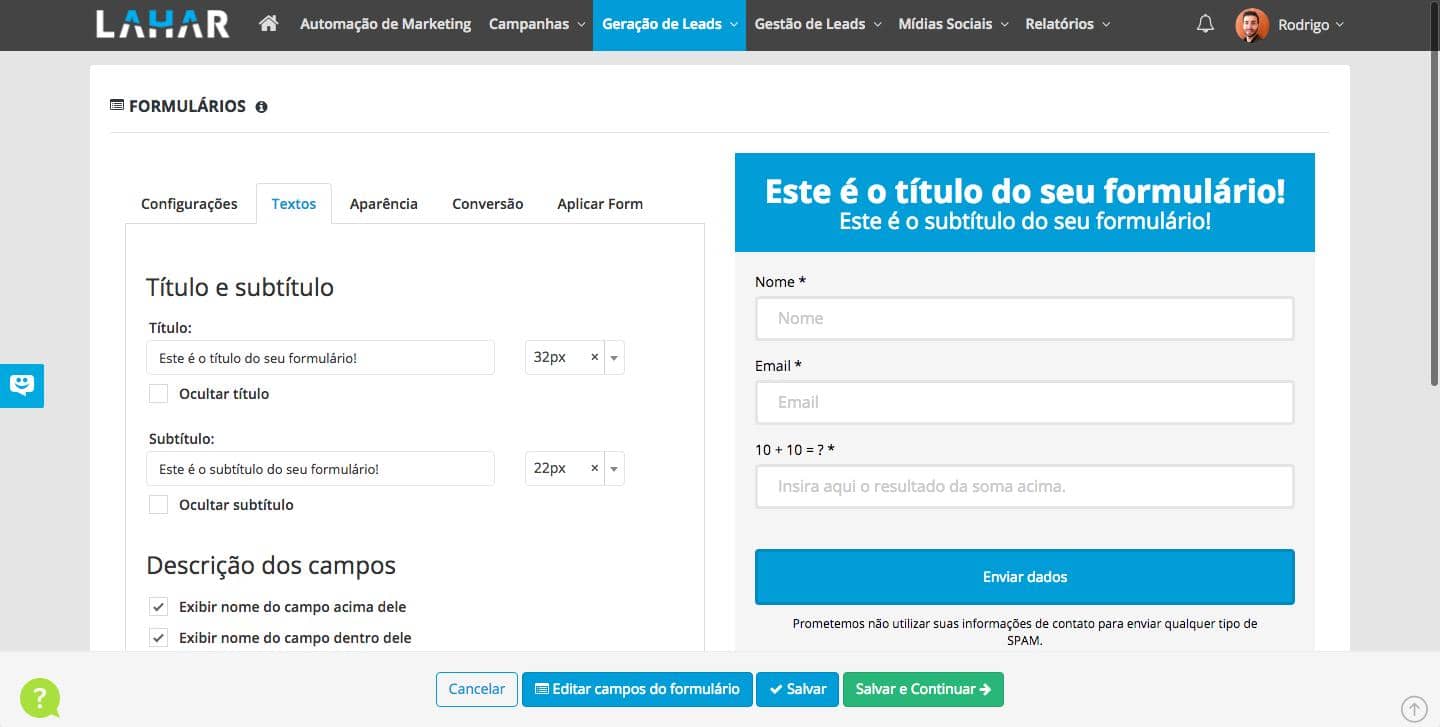 LAHAR Automação de Marketing Campanhas Geração de Leads Gestão de Leads Mídias Sociais Relatórios Rodrigo
FORMULÁRIOS
Configurações Textos Aparência Conversão Aplicar Form
Título e subtítulo
Título:
Este é o título do seu formulário! 32px ×
Ocultar título
Subtítulo:
Este é o subtítulo do seu formulário! 22px ×
Ocultar subtítulo
Descrição dos campos
Exibir nome do campo acima dele
Exibir nome do campo dentro dele
Este é o título do seu formulário!
Este é o subtítulo do seu formulário!
Nome *
Nome
Email *
Email
10 + 10 = ? *
Insira aqui o resultado da soma acima.
Enviar dados
Prometemos não utilizar suas informações de contato para enviar qualquer tipo de
SPAM.
? Cancelar Editar campos do formulário Salvar Salvar e Continuar